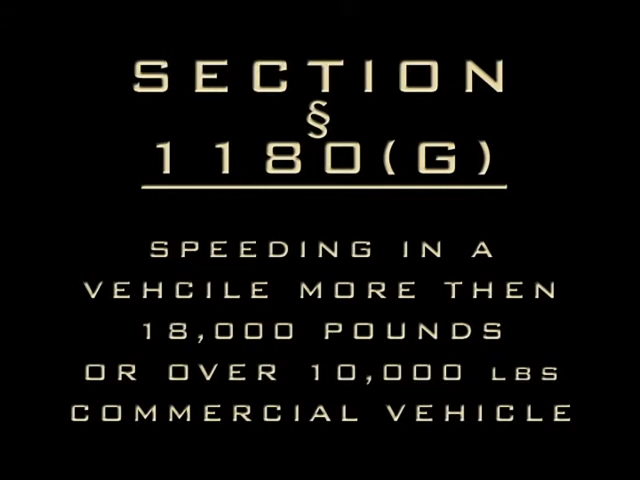 SECTION
§
1180(G)
SPEEDING IN A
VEHCILE MORE THEN
18,000 POUNDS
OR OVER 10,000 LBS
COMMERCIAL VEHICLE